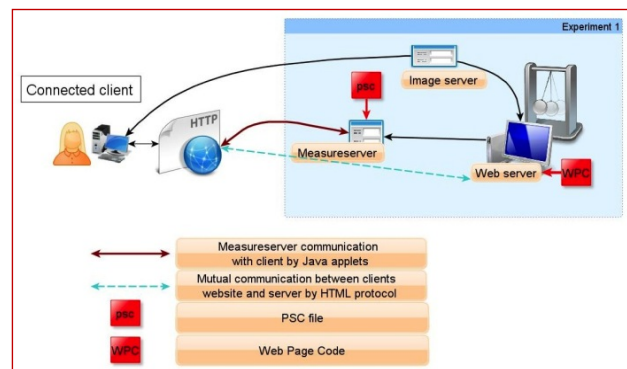 Experiment 1
Image server
Connected client
psc
HTTP
Measureserver
Web server
WPC
Measureserver communication
with client by Java applets
Mutual communication between clients
website and server by HTML protocol
psc
PSC file
WPC
Web Page Code